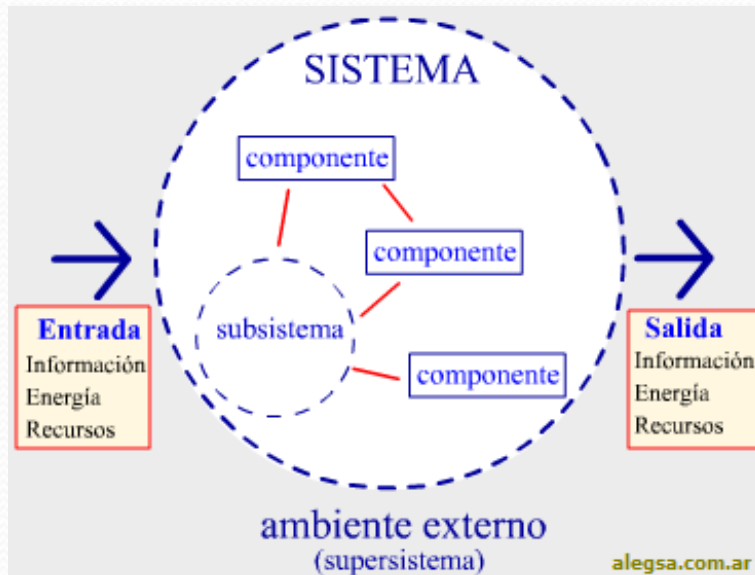 SISTEMA
componente
componente
subsistema
componente
Entrada
Información
Energía
Recursos
Salida
Información
Energía
Recursos
ambiente externo
(supersistema)
alegsa.com.ar